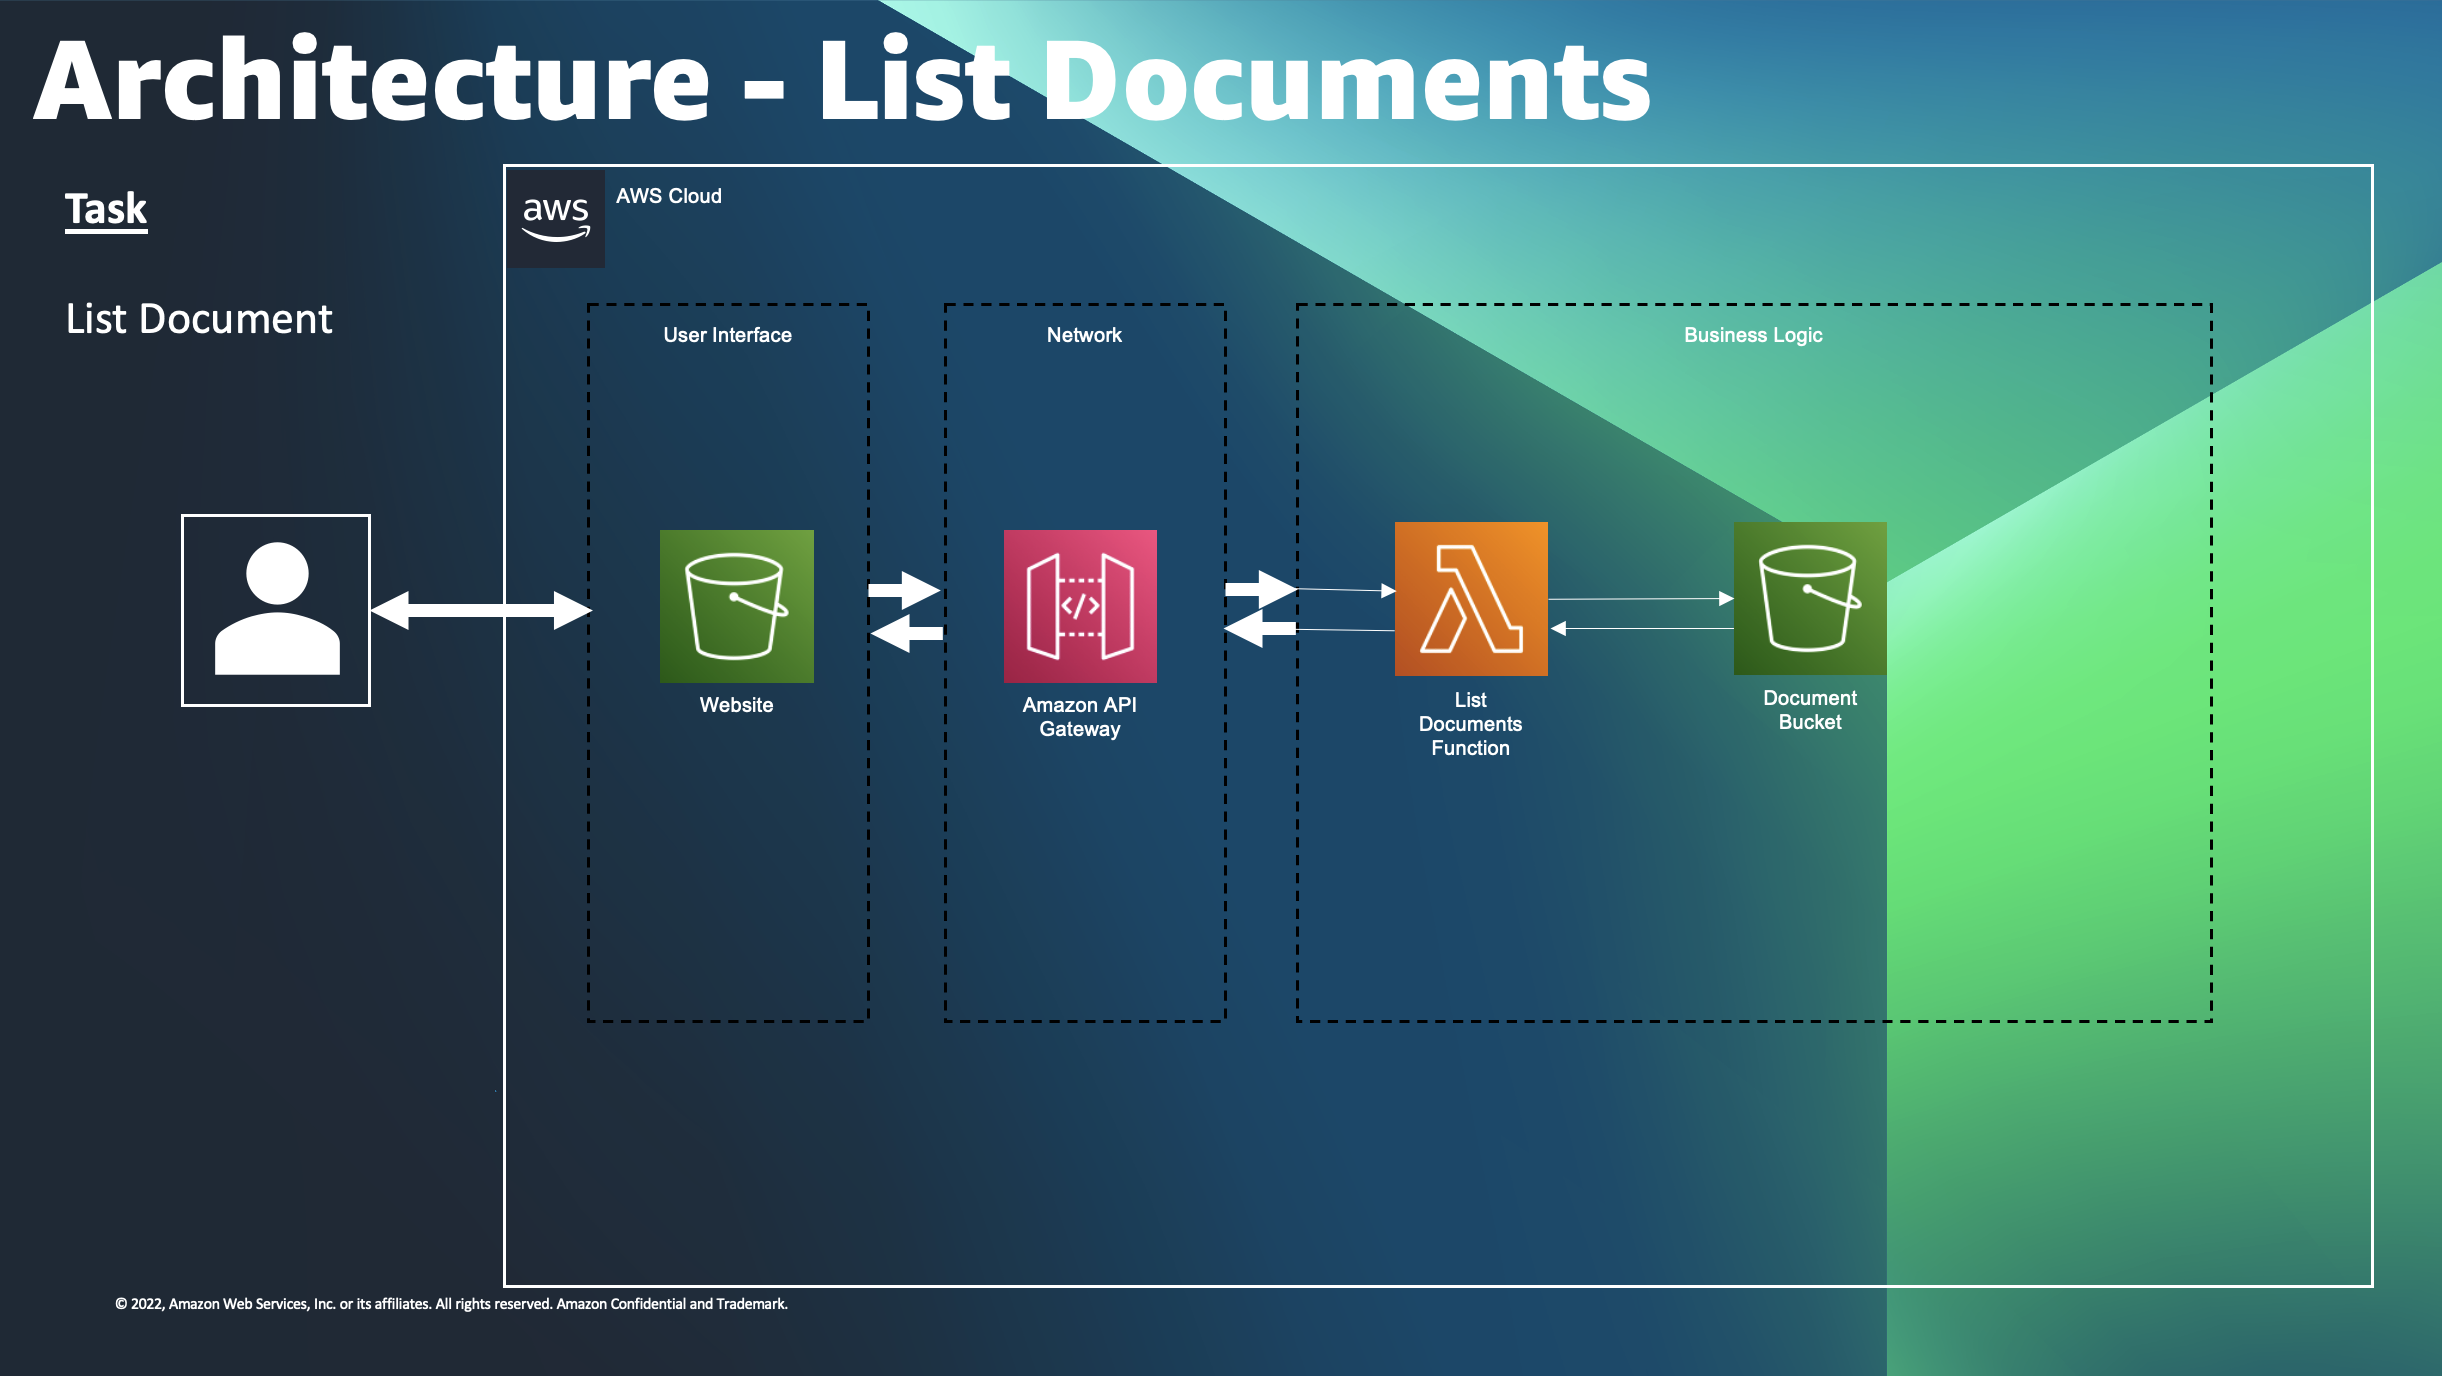 Architecture - List Documents
Task
List Document
aws
AWS Cloud
User Interface
Network
Business Logic
Website
Amazon API
Gateway
List
Documents
Function
Document
Bucket
© 2022, Amazon Web Services, Inc. or its affiliates. All rights reserved. Amazon Confidential and Trademark.